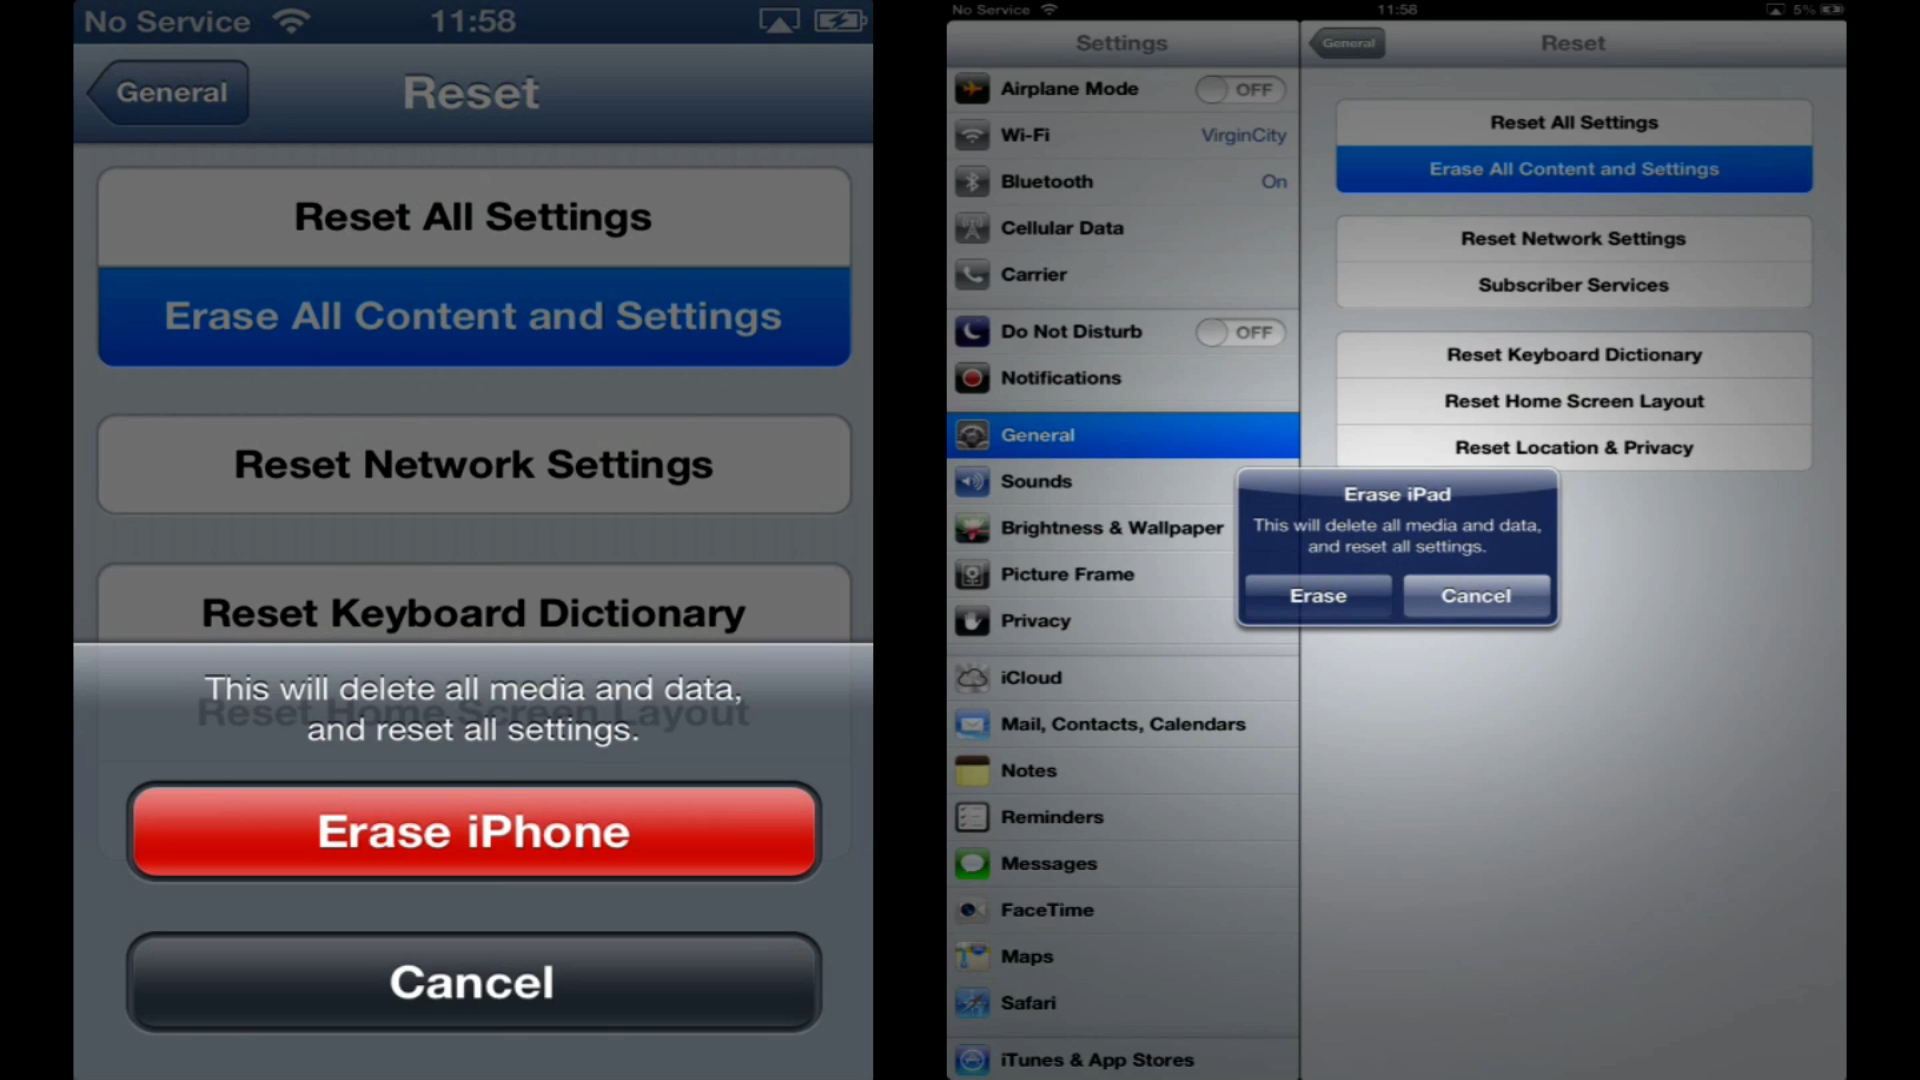 No Service 11:58
General Reset
Reset All Settings
Erase All Content and Settings
Reset Network Settings
Reset Keyboard Dictionary
Reset Home Screen Layout
This will delete all media and data,
and reset all settings.
Erase iPhone
Cancel
No Service 11:58 5%
Settings
Airplane Mode OFF
Wi-Fi VirginCity
Bluetooth On
Cellular Data
Carrier
Do Not Disturb OFF
Notifications
General
Sounds
Brightness & Wallpaper
Picture Frame
Privacy
iCloud
Mail, Contacts, Calendars
Notes
Reminders
Messages
FaceTime
Maps
Safari
iTunes & App Stores
General Reset
Reset All Settings
Erase All Content and Settings
Reset Network Settings
Subscriber Services
Reset Keyboard Dictionary
Reset Home Screen Layout
Reset Location & Privacy
Erase iPad
This will delete all media and data,
and reset all settings.
Erase Cancel